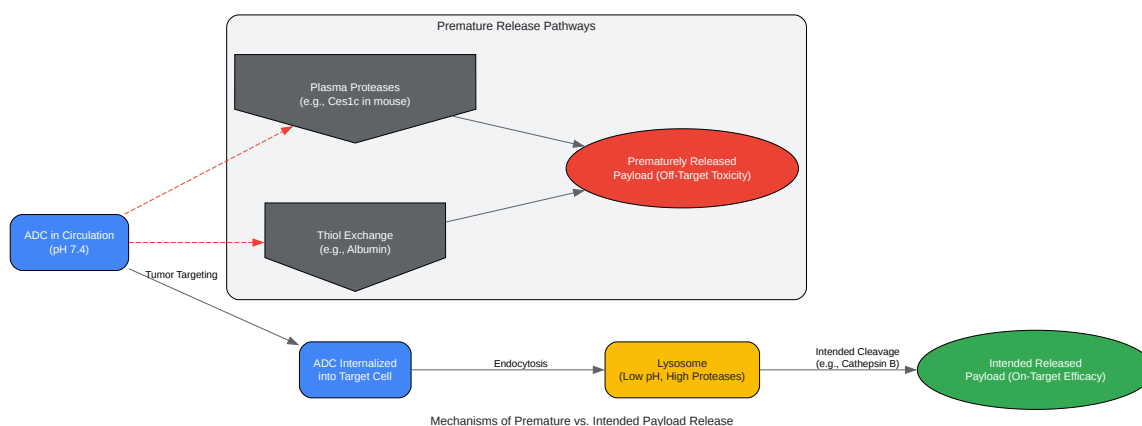 Premature Release Pathways
Plasma Proteases
(e.g., Ces1c in mouse)
Prematurely Released
Payload (Off-Target Toxicity)
Thiol Exchange
(e.g., Albumin)
ADC in Circulation
(pH 7.4)
Tumor Targeting
ADC Internalized
into Target Cell
Endocytosis
Lysosome
(Low pH, High Proteases)
Intended Cleavage
(e.g., Cathepsin B)
Intended Released
Payload (On-Target Efficacy)
Mechanisms of Premature vs. Intended Payload Release